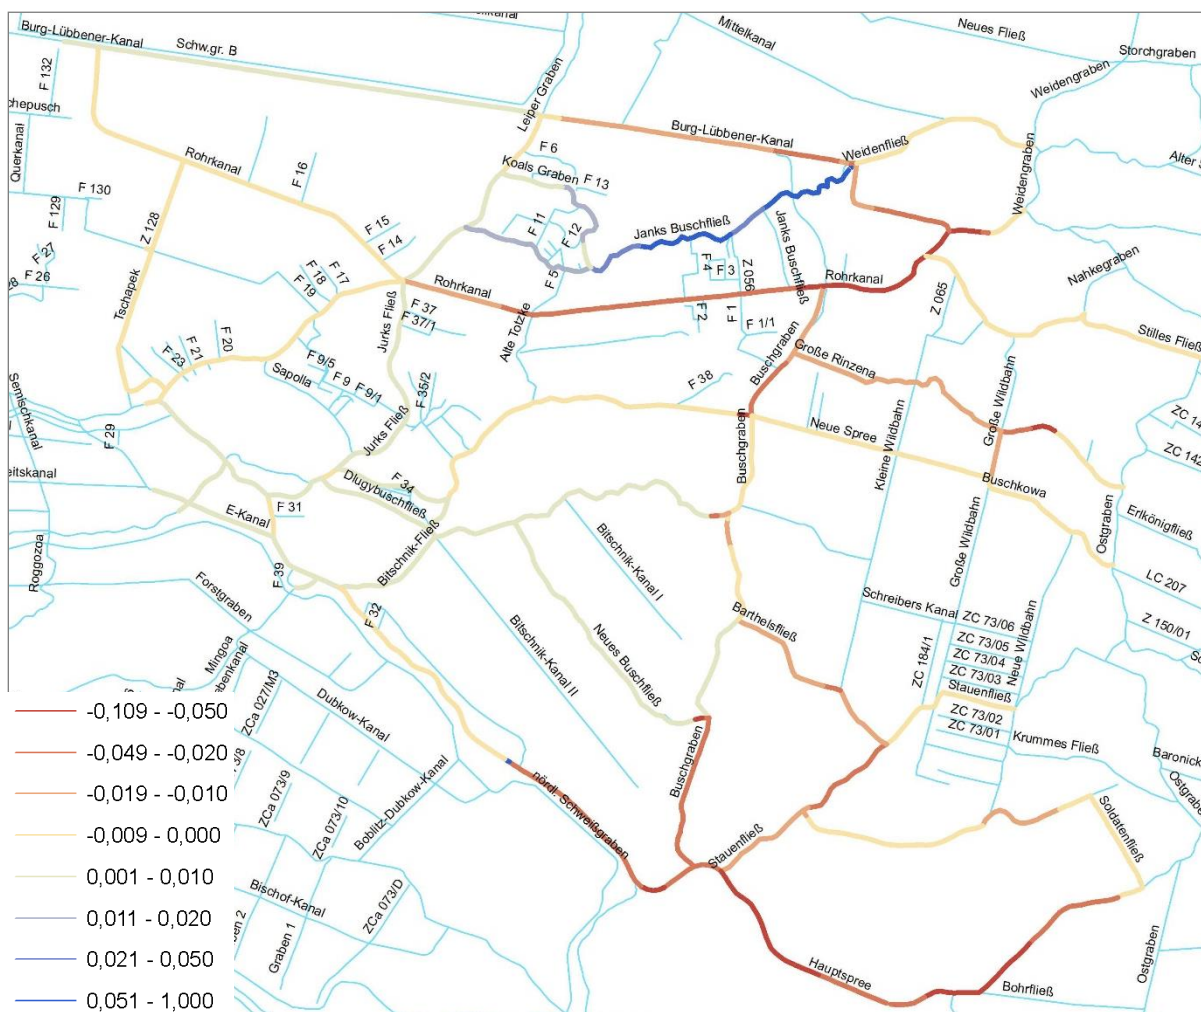 Burg-Lübbener-Kanal
Schw.gr. B
Mittelkanal
Neues Fließ
Storchgraben
Weidengraben
F 132
Leiper Graben
Burg-Lübbener-Kanal
Weidenfließ
Querkanal
Rohrkanal
F 16
F 6
Koals Graben
F 13
Weidengraben
F 130
F 129
Z 128
F 15
F 14
F 11
F 12
Janks Buschfließ
Janks Buschfließ
F 27
F 26
F 17
F 18
F 19
F 5
F 4
F 3
Z 056
Rohrkanal
Nahkegraben
Tschapek
Rohrkanal
F 37
F 37/1
Jurks Fließ
Alte Totzke
F 2
F 1
F 1/1
Z 065
Stilles Fließ
F 20
F 21
F 23
F 9/5
F 9
F 9/1
Sapolla
F 35/2
F 38
Buschgraben
Große Rinzena
Große Wildbahn
Semischkanal
F 29
Jurks Fließ
Buschgraben
Neue Spree
Kleine Wildbahn
ZC 142
Buschkowa
F 34
Dlugybuschfließ
F 31
E-Kanal
Bitschnik-Fließ
Bitschnik-Kanal I
Große Wildbahn
Ostgraben
Erlkönigfließ
LC 207
Roggozoa
F 39
Forstgraben
F 32
Bitschnik-Kanal II
Neues Buschfließ
Barthelsfließ
Schreibers Kanal
ZC 73/06
ZC 73/05
ZC 73/04
ZC 73/03
ZC 184/1
Neue Wildbahn
Z 150/01
Mingoa
Stauenfließ
ZC 73/02
ZC 73/01
Krummes Fließ
ZCa 027/M3
Dubkow-Kanal
Buschgraben
nördl. Schweißgraben
Boblitz-Dubkow-Kanal
ZCa 073/9
ZCa 073/10
Stauenfließ
Soldatenfließ
Bischof-Kanal
ZCa 073/D
Graben 1
Hauptspree
Bohrfließ
Ostgraben
-0,109 - -0,050
-0,049 - -0,020
-0,019 - -0,010
-0,009 - 0,000
0,001 - 0,010
0,011 - 0,020
0,021 - 0,050
0,051 - 1,000